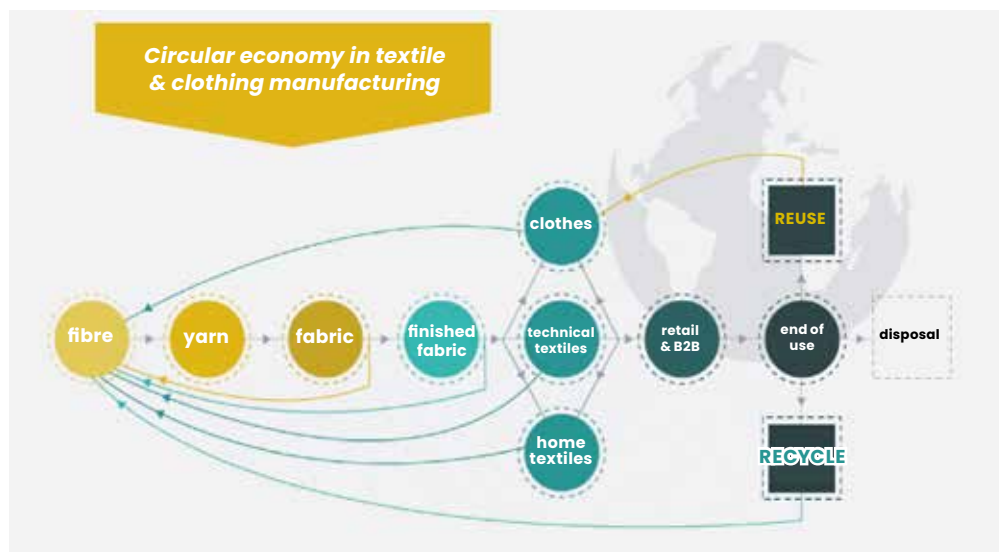 Circular economy in textile
& clothing manufacturing
REUSE
clothes
fibre
yarn
fabric
finished
fabric
technical
textiles
retail
& B2B
end of
use
disposal
home
textiles
RECYCLE